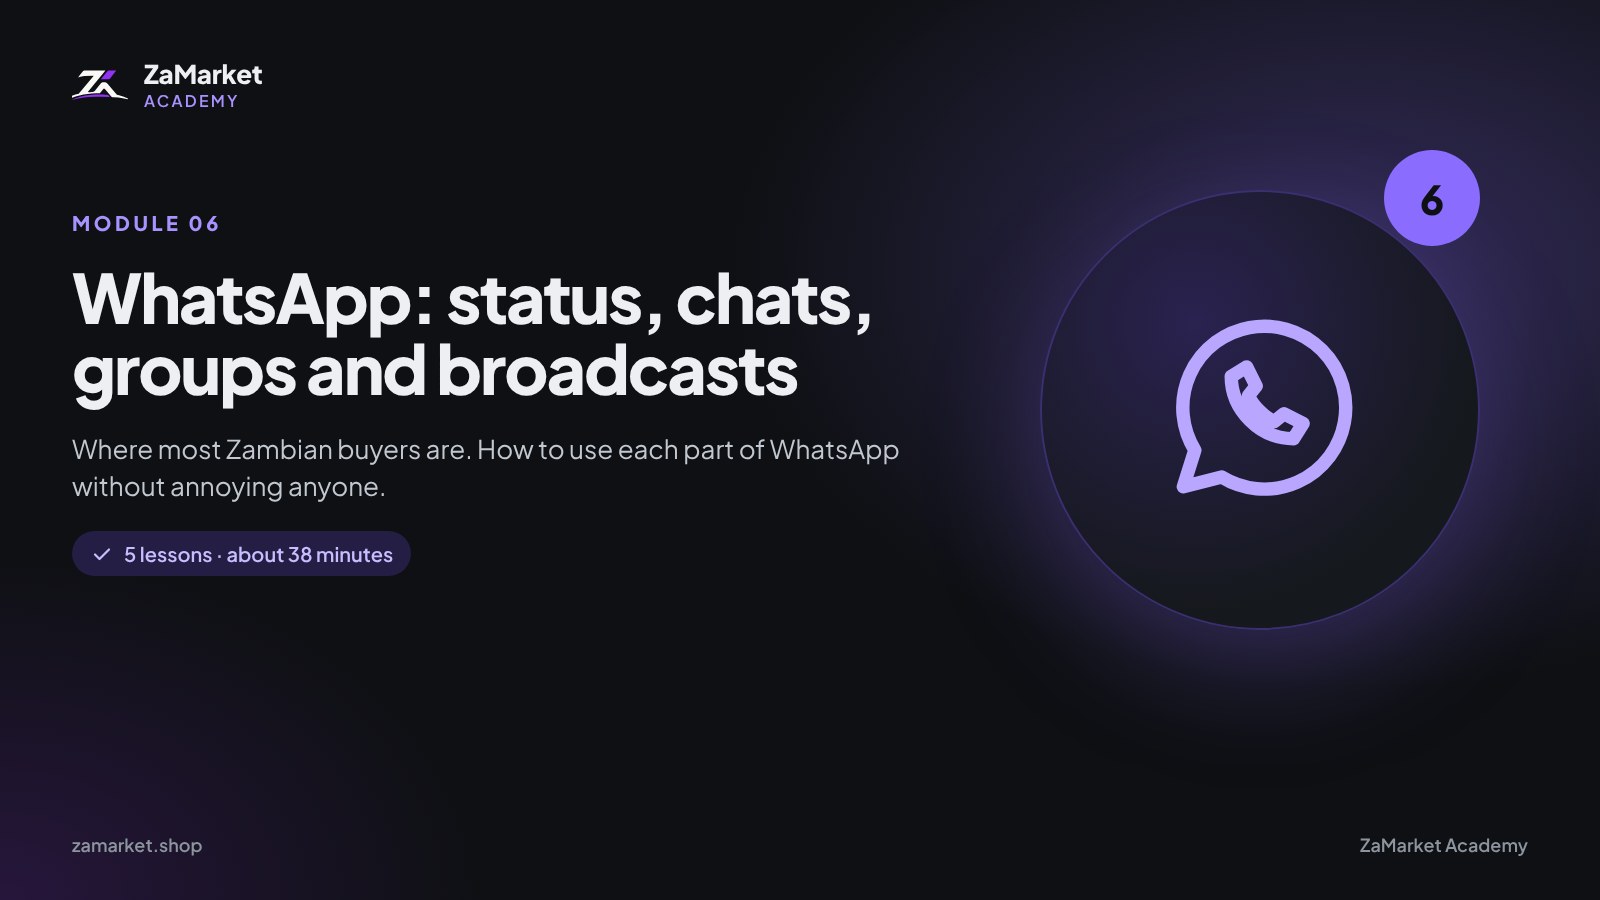 ZaMarket
ACADEMY
6
MODULE 06
WhatsApp: status, chats,
groups and broadcasts
Where most Zambian buyers are. How to use each part of WhatsApp
without annoying anyone.
5 lessons · about 38 minutes
zamarket.shop
ZaMarket Academy